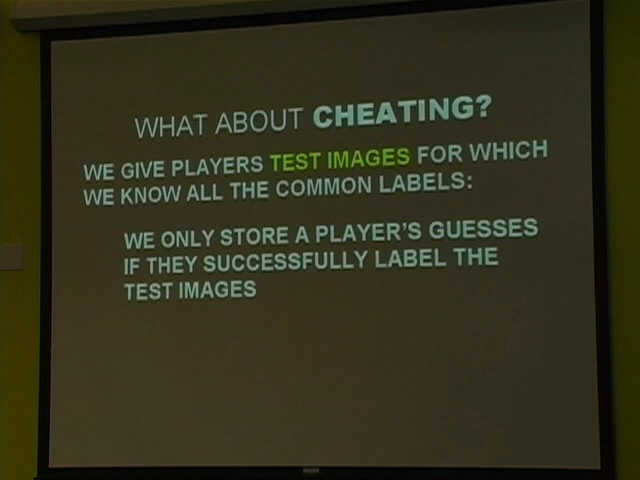 WHAT ABOUT CHEATING?
WE GIVE PLAYERS TEST IMAGES FOR WHICH
WE KNOW ALL THE COMMON LABELS:
WE ONLY STORE A PLAYER'S GUESSES
IF THEY SUCCESSFULLY LABEL THE
TEST IMAGES